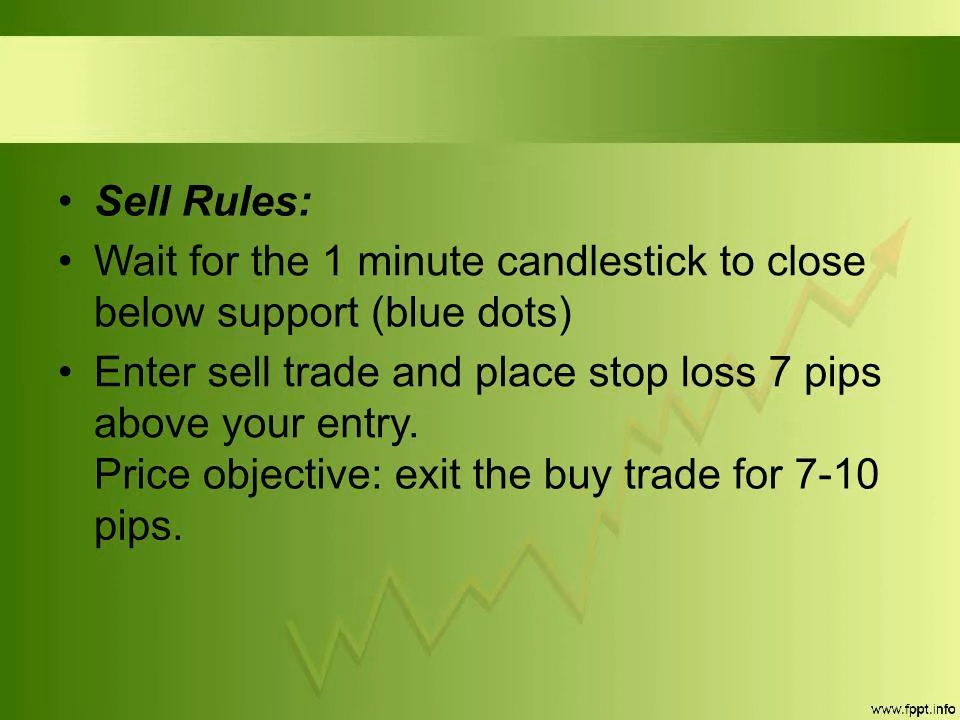 • Sell Rules:
• Wait for the 1 minute candlestick to close
below support (blue dots)
• Enter sell trade and place stop loss 7 pips
above your entry.
Price objective: exit the buy trade for 7-10
pips.
www.fppt.info